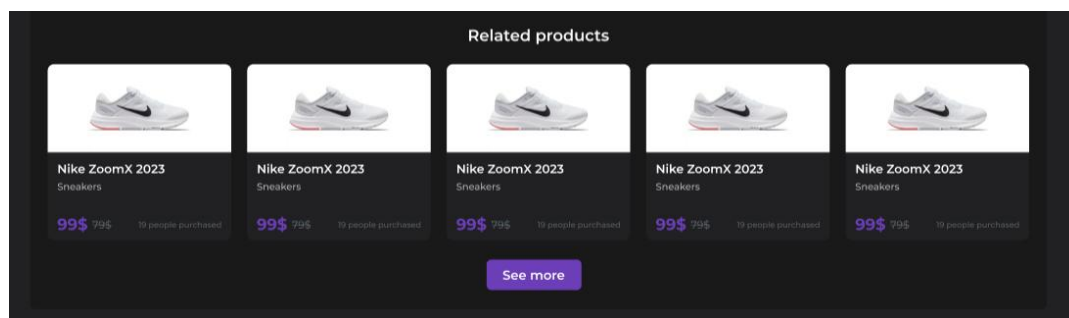 Related products
Nike ZoomX 2023
Sneakers
99$ 79$ 19 people purchased
Nike ZoomX 2023
Sneakers
99$ 79$ 19 people purchased
Nike ZoomX 2023
Sneakers
99$ 79$ 19 people purchased
Nike ZoomX 2023
Sneakers
99$ 79$ 19 people purchased
Nike ZoomX 2023
Sneakers
99$ 79$ 19 people purchased
See more